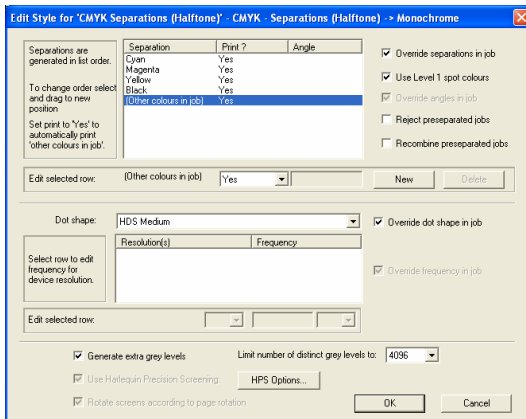 Edit Style for 'CMYK Separations (Halftone)' - CMYK - Separations (Halftone) -> Monochrome
Separations are
generated in list order.
To change order select
and drag to new
position
Set print to 'Yes' to
automatically print
'other colours in job'.
Separation Print ? Angle
Cyan Yes
Magenta Yes
Yellow Yes
Black Yes
(Other colours in job) Yes
Override separations in job
Use Level 1 spot colours
Override angles in job
Reject preseparated jobs
Recombine preseparated jobs
Edit selected row: (Other colours in job) Yes New Delete
Dot shape: HDS Medium Override dot shape in job
Select row to edit
frequency for
device resolution.
Resolution(s) Frequency
Override frequency in job
Edit selected row:
Generate extra grey levels Limit number of distinct grey levels to: 4096
Use Harlequin Precision Screening: HPS Options...
Rotate screens according to page rotation
OK Cancel